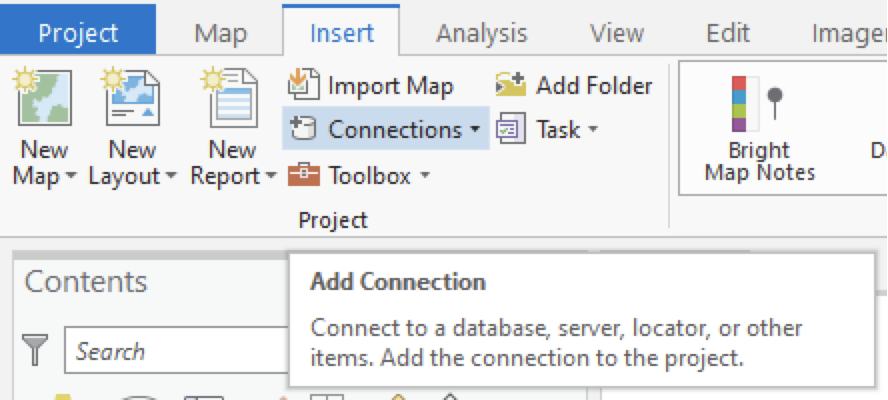 Project Map Insert Analysis View Edit
New Map
New Layout
New Report
Import Map
Connections
Toolbox
Add Folder
Task
Bright
Map Notes
Project
Contents
Search
Add Connection
Connect to a database, server, locator, or other
items. Add the connection to the project.